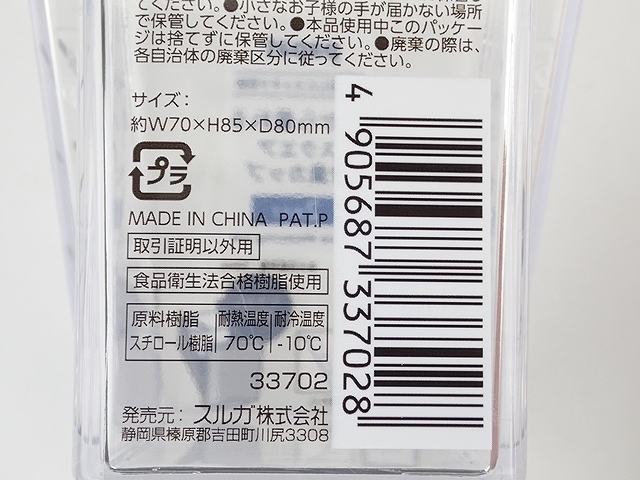 てください。●小さなお子様の手が届かない場所
で保管してください。●本品使用中このパッケー
ジは捨てずに保管してください。●廃棄の際は、
各自治体の廃棄区分に従ってください。
サイズ：
約W70×H85×D80mm
プラ
MADE IN CHINA PAT.P
取引証明以外用
食品衛生法合格樹脂使用
原料樹脂 耐熱温度 耐冷温度
スチロール樹脂 70℃ -10℃
33702
発売元：スルガ株式会社
静岡県榛原郡吉田町川尻3308
4 905687 337028